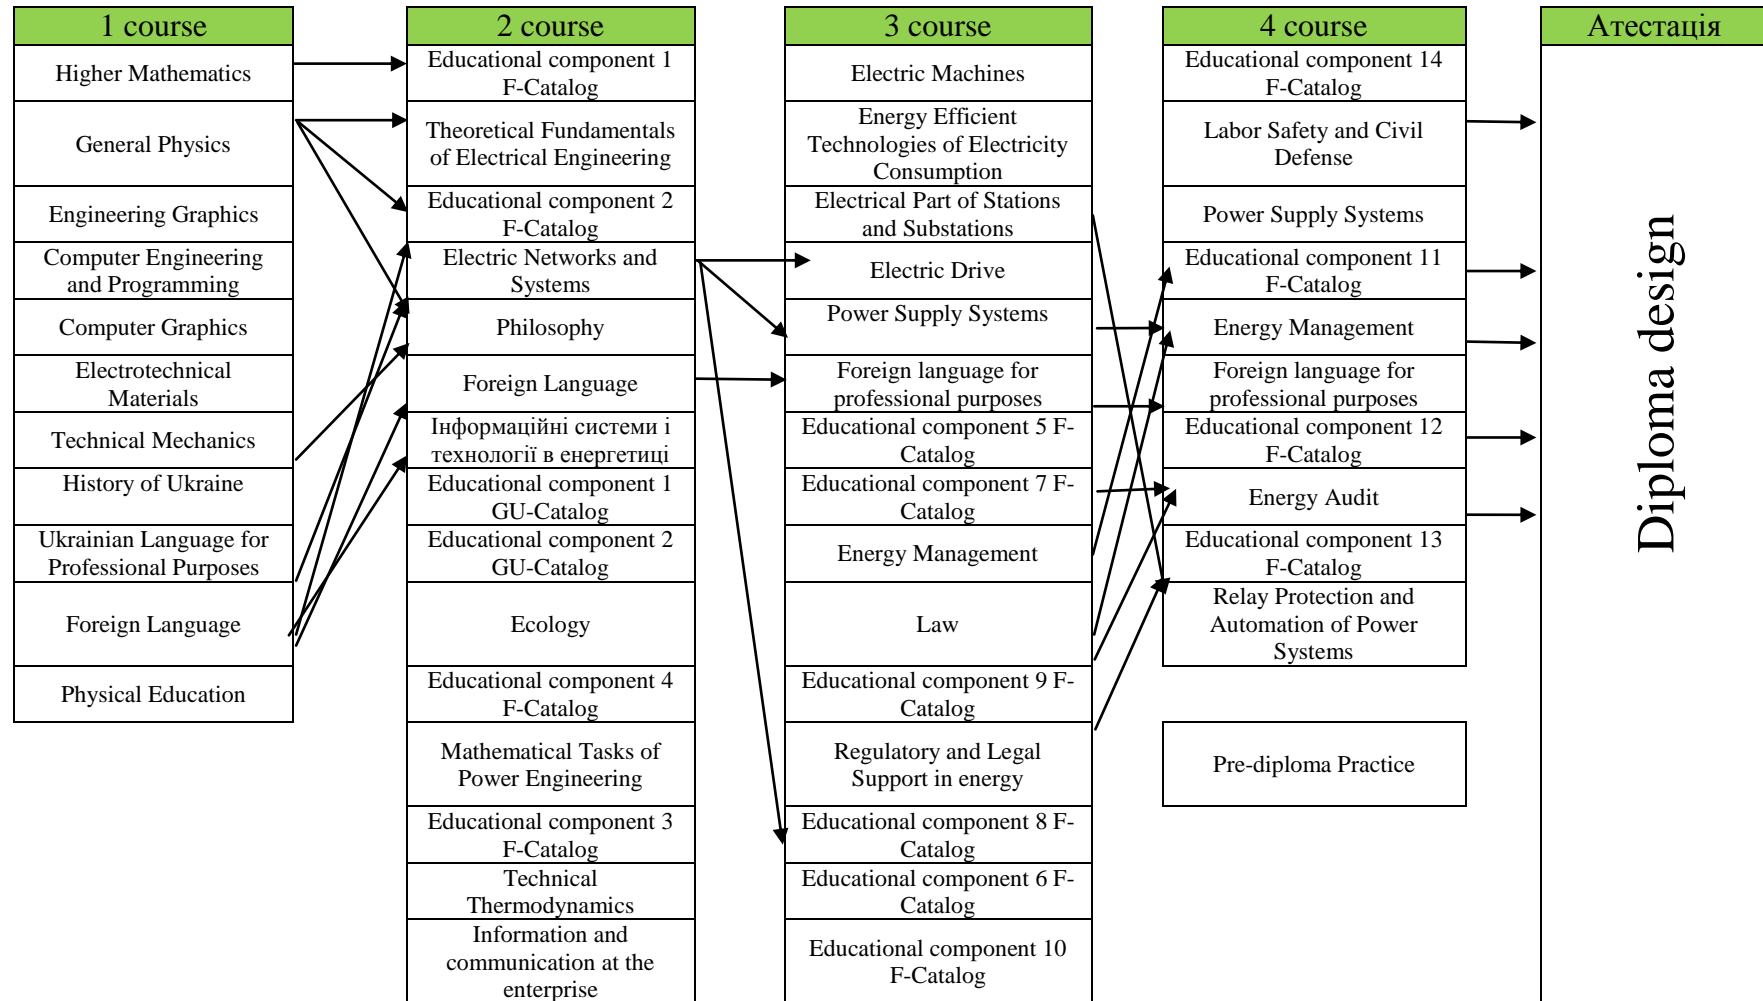 1 course
Higher Mathematics
General Physics
Engineering Graphics
Computer Engineering
and Programming
Computer Graphics
Electrotechnical
Materials
Technical Mechanics
History of Ukraine
Ukrainian Language for
Professional Purposes
Foreign Language
Physical Education
2 course
Educational component 1
F-Catalog
Theoretical Fundamentals
of Electrical Engineering
Educational component 2
F-Catalog
Electric Networks and
Systems
Philosophy
Foreign Language
Інформаційні системи і
технології в енергетиці
Educational component 1
GU-Catalog
Educational component 2
GU-Catalog
Ecology
Educational component 4
F-Catalog
Mathematical Tasks of
Power Engineering
Educational component 3
F-Catalog
Technical
Thermodynamics
Information and
communication at the
enterprise
3 course
Electric Machines
Energy Efficient
Technologies of Electricity
Consumption
Electrical Part of Stations
and Substations
Electric Drive
Power Supply Systems
Foreign language for
professional purposes
Educational component 5 F-
Catalog
Educational component 7 F-
Catalog
Energy Management
Law
Educational component 9 F-
Catalog
Regulatory and Legal
Support in energy
Educational component 8 F-
Catalog
Educational component 6 F-
Catalog
Educational component 10
F-Catalog
4 course
Educational component 14
F-Catalog
Labor Safety and Civil
Defense
Power Supply Systems
Educational component 11
F-Catalog
Energy Management
Foreign language for
professional purposes
Educational component 12
F-Catalog
Energy Audit
Educational component 13
F-Catalog
Relay Protection and
Automation of Power
Systems
Pre-diploma Practice
Атестація
Diploma design